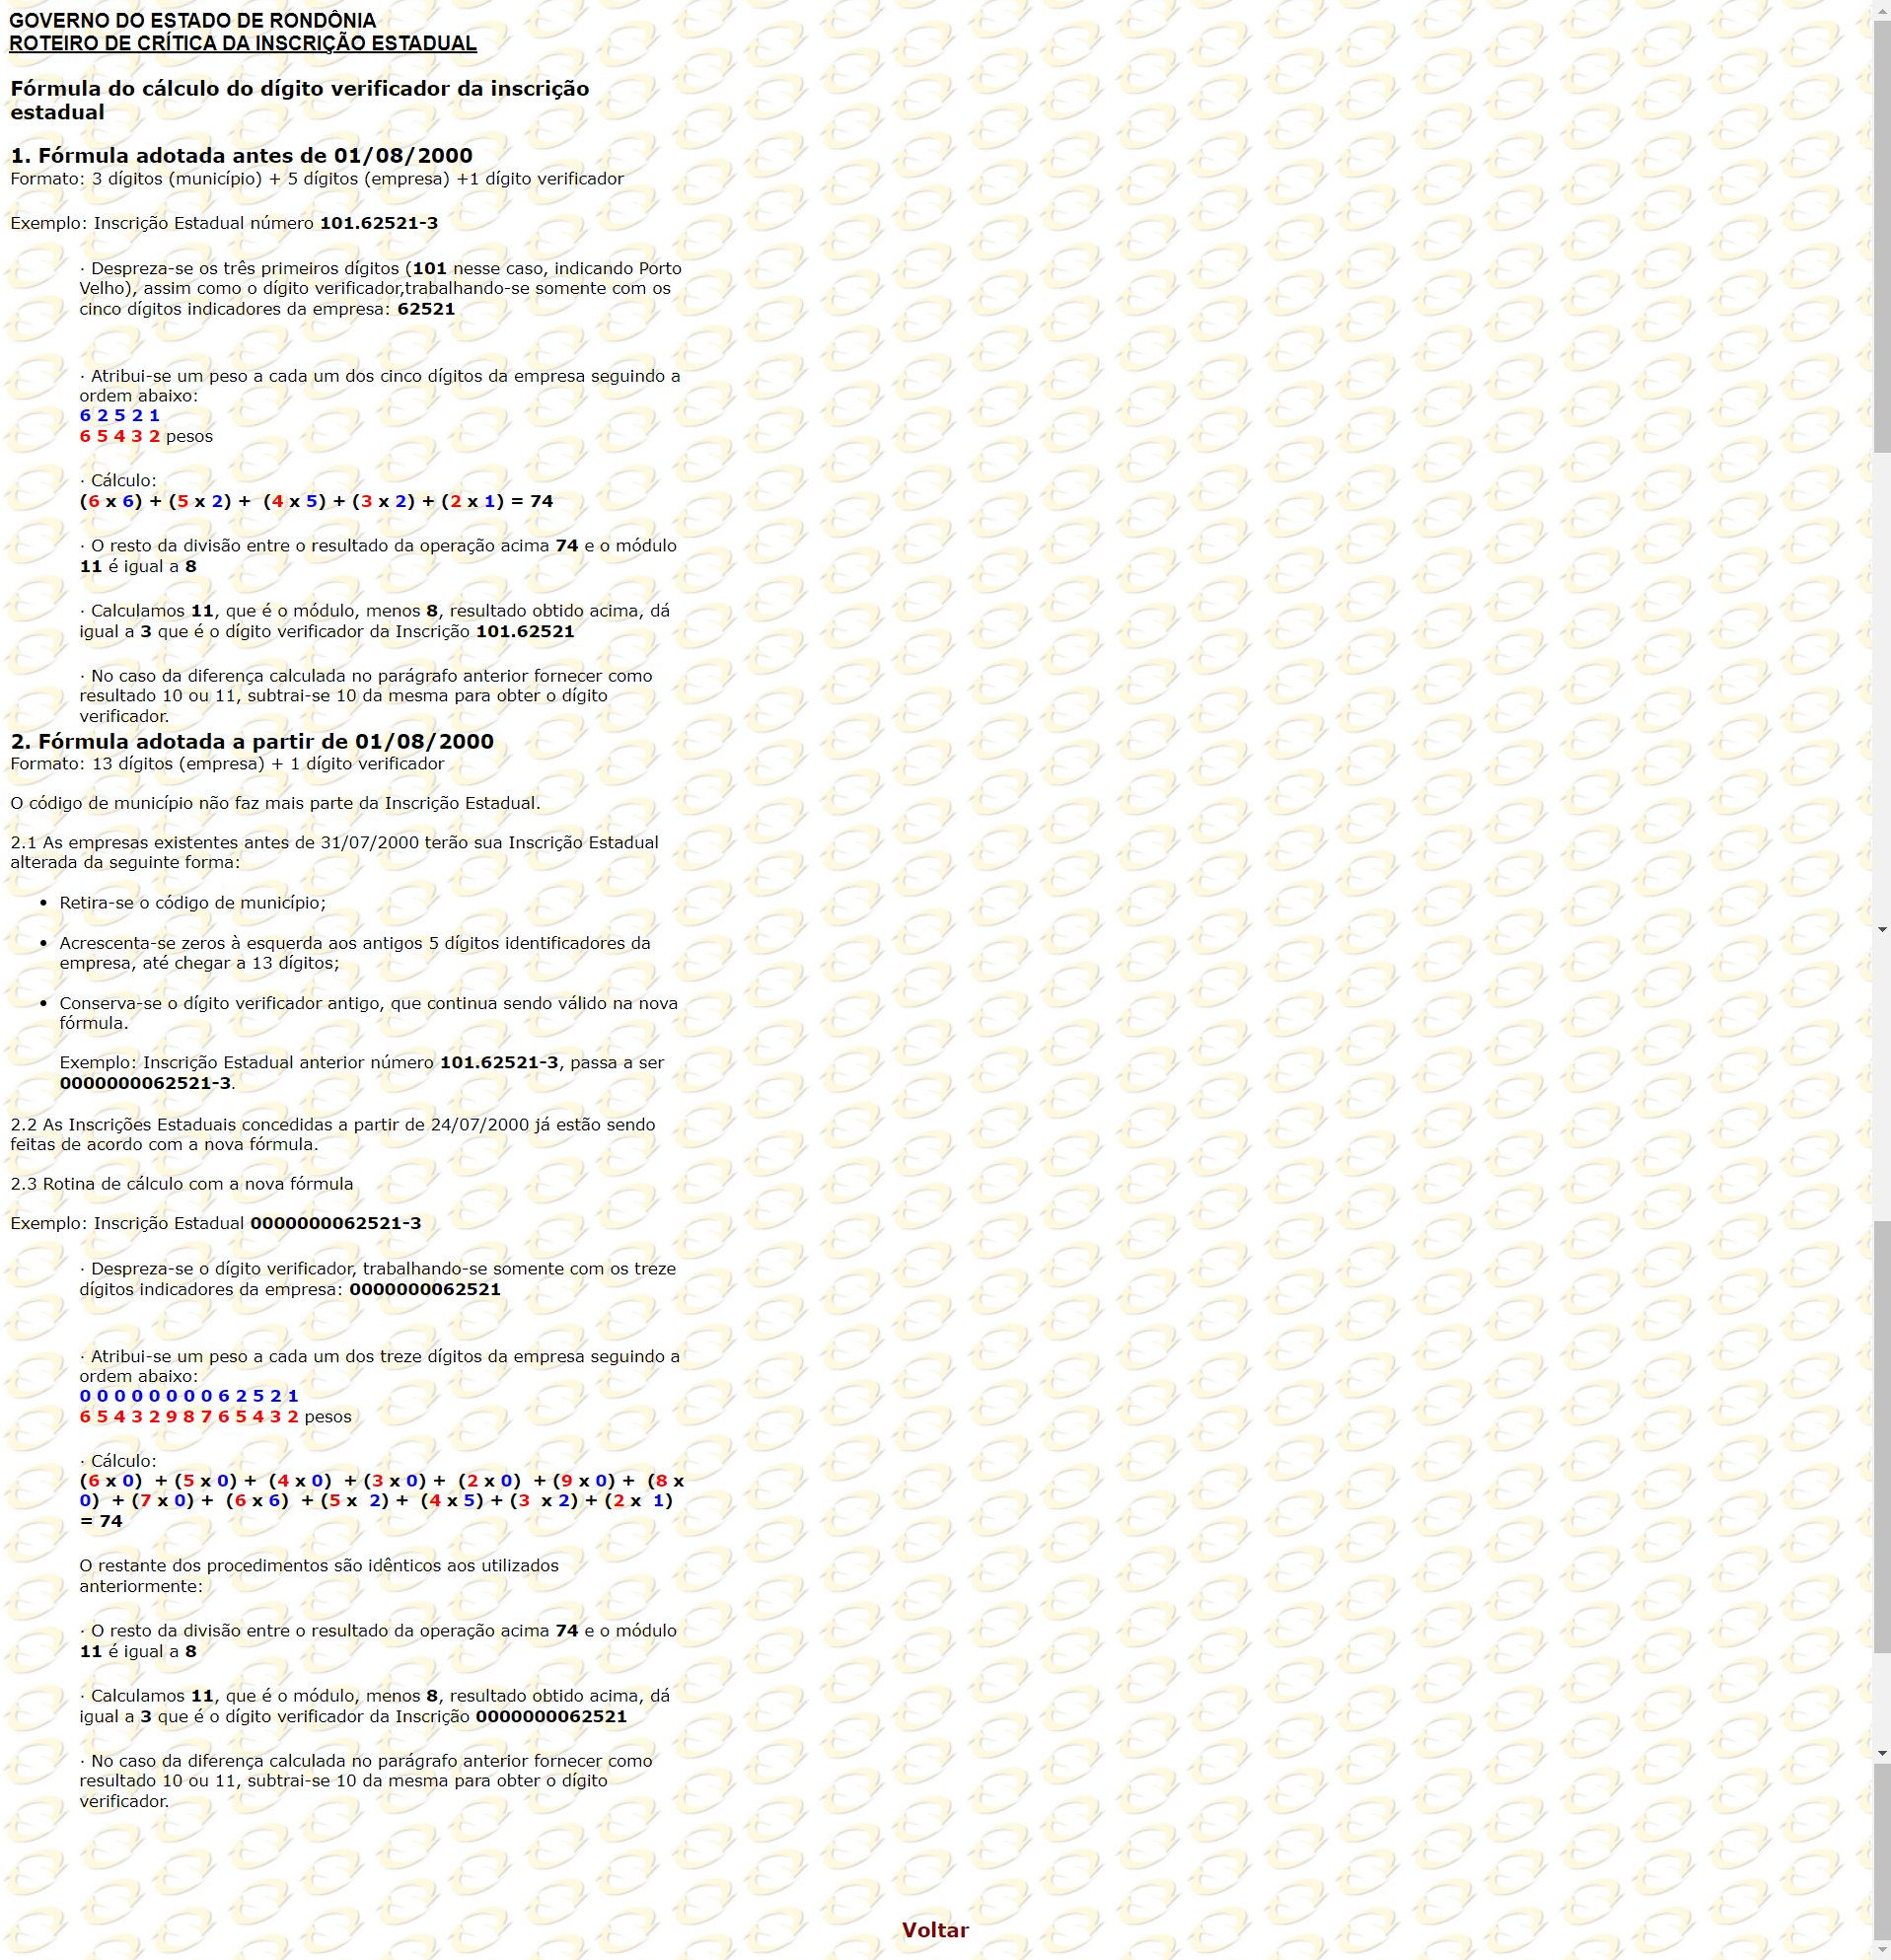 GOVERNO DO ESTADO DE RONDÔNIA
ROTEIRO DE CRÍTICA DA INSCRIÇÃO ESTADUAL
Fórmula do cálculo do dígito verificador da inscrição
estadual
1. Fórmula adotada antes de 01/08/2000
Formato: 3 dígitos (município) + 5 dígitos (empresa) +1 dígito verificador
Exemplo: Inscrição Estadual número 101.62521-3
· Despreza-se os três primeiros dígitos (101 nesse caso, indicando Porto
Velho), assim como o dígito verificador,trabalhando-se somente com os
cinco dígitos indicadores da empresa: 62521
· Atribui-se um peso a cada um dos cinco dígitos da empresa seguindo a
ordem abaixo:
6 2 5 2 1
6 5 4 3 2 pesos
· Cálculo:
(6 x 6) + (5 x 2) + (4 x 5) + (3 x 2) + (2 x 1) = 74
· O resto da divisão entre o resultado da operação acima 74 e o módulo
11 é igual a 8
· Calculamos 11, que é o módulo, menos 8, resultado obtido acima, dá
igual a 3 que é o dígito verificador da Inscrição 101.62521
· No caso da diferença calculada no parágrafo anterior fornecer como
resultado 10 ou 11, subtrai-se 10 da mesma para obter o dígito
verificador.
2. Fórmula adotada a partir de 01/08/2000
Formato: 13 dígitos (empresa) + 1 dígito verificador
O código de município não faz mais parte da Inscrição Estadual.
2.1 As empresas existentes antes de 31/07/2000 terão sua Inscrição Estadual
alterada da seguinte forma:
• Retira-se o código de município;
• Acrescenta-se zeros à esquerda aos antigos 5 dígitos identificadores da
empresa, até chegar a 13 dígitos;
• Conserva-se o dígito verificador antigo, que continua sendo válido na nova
fórmula.
Exemplo: Inscrição Estadual anterior número 101.62521-3, passa a ser
0000000062521-3.
2.2 As Inscrições Estaduais concedidas a partir de 24/07/2000 já estão sendo
feitas de acordo com a nova fórmula.
2.3 Rotina de cálculo com a nova fórmula
Exemplo: Inscrição Estadual 0000000062521-3
· Despreza-se o dígito verificador, trabalhando-se somente com os treze
dígitos indicadores da empresa: 0000000062521
· Atribui-se um peso a cada um dos treze dígitos da empresa seguindo a
ordem abaixo:
0 0 0 0 0 0 0 0 6 2 5 2 1
6 5 4 3 2 9 8 7 6 5 4 3 2 pesos
· Cálculo:
(6 x 0) + (5 x 0) + (4 x 0) + (3 x 0) + (2 x 0) + (9 x 0) + (8 x
0) + (7 x 0) + (6 x 6) + (5 x 2) + (4 x 5) + (3 x 2) + (2 x 1)
= 74
O restante dos procedimentos são idênticos aos utilizados
anteriormente:
· O resto da divisão entre o resultado da operação acima 74 e o módulo
11 é igual a 8
· Calculamos 11, que é o módulo, menos 8, resultado obtido acima, dá
igual a 3 que é o dígito verificador da Inscrição 0000000062521
· No caso da diferença calculada no parágrafo anterior fornecer como
resultado 10 ou 11, subtrai-se 10 da mesma para obter o dígito
verificador.
Voltar